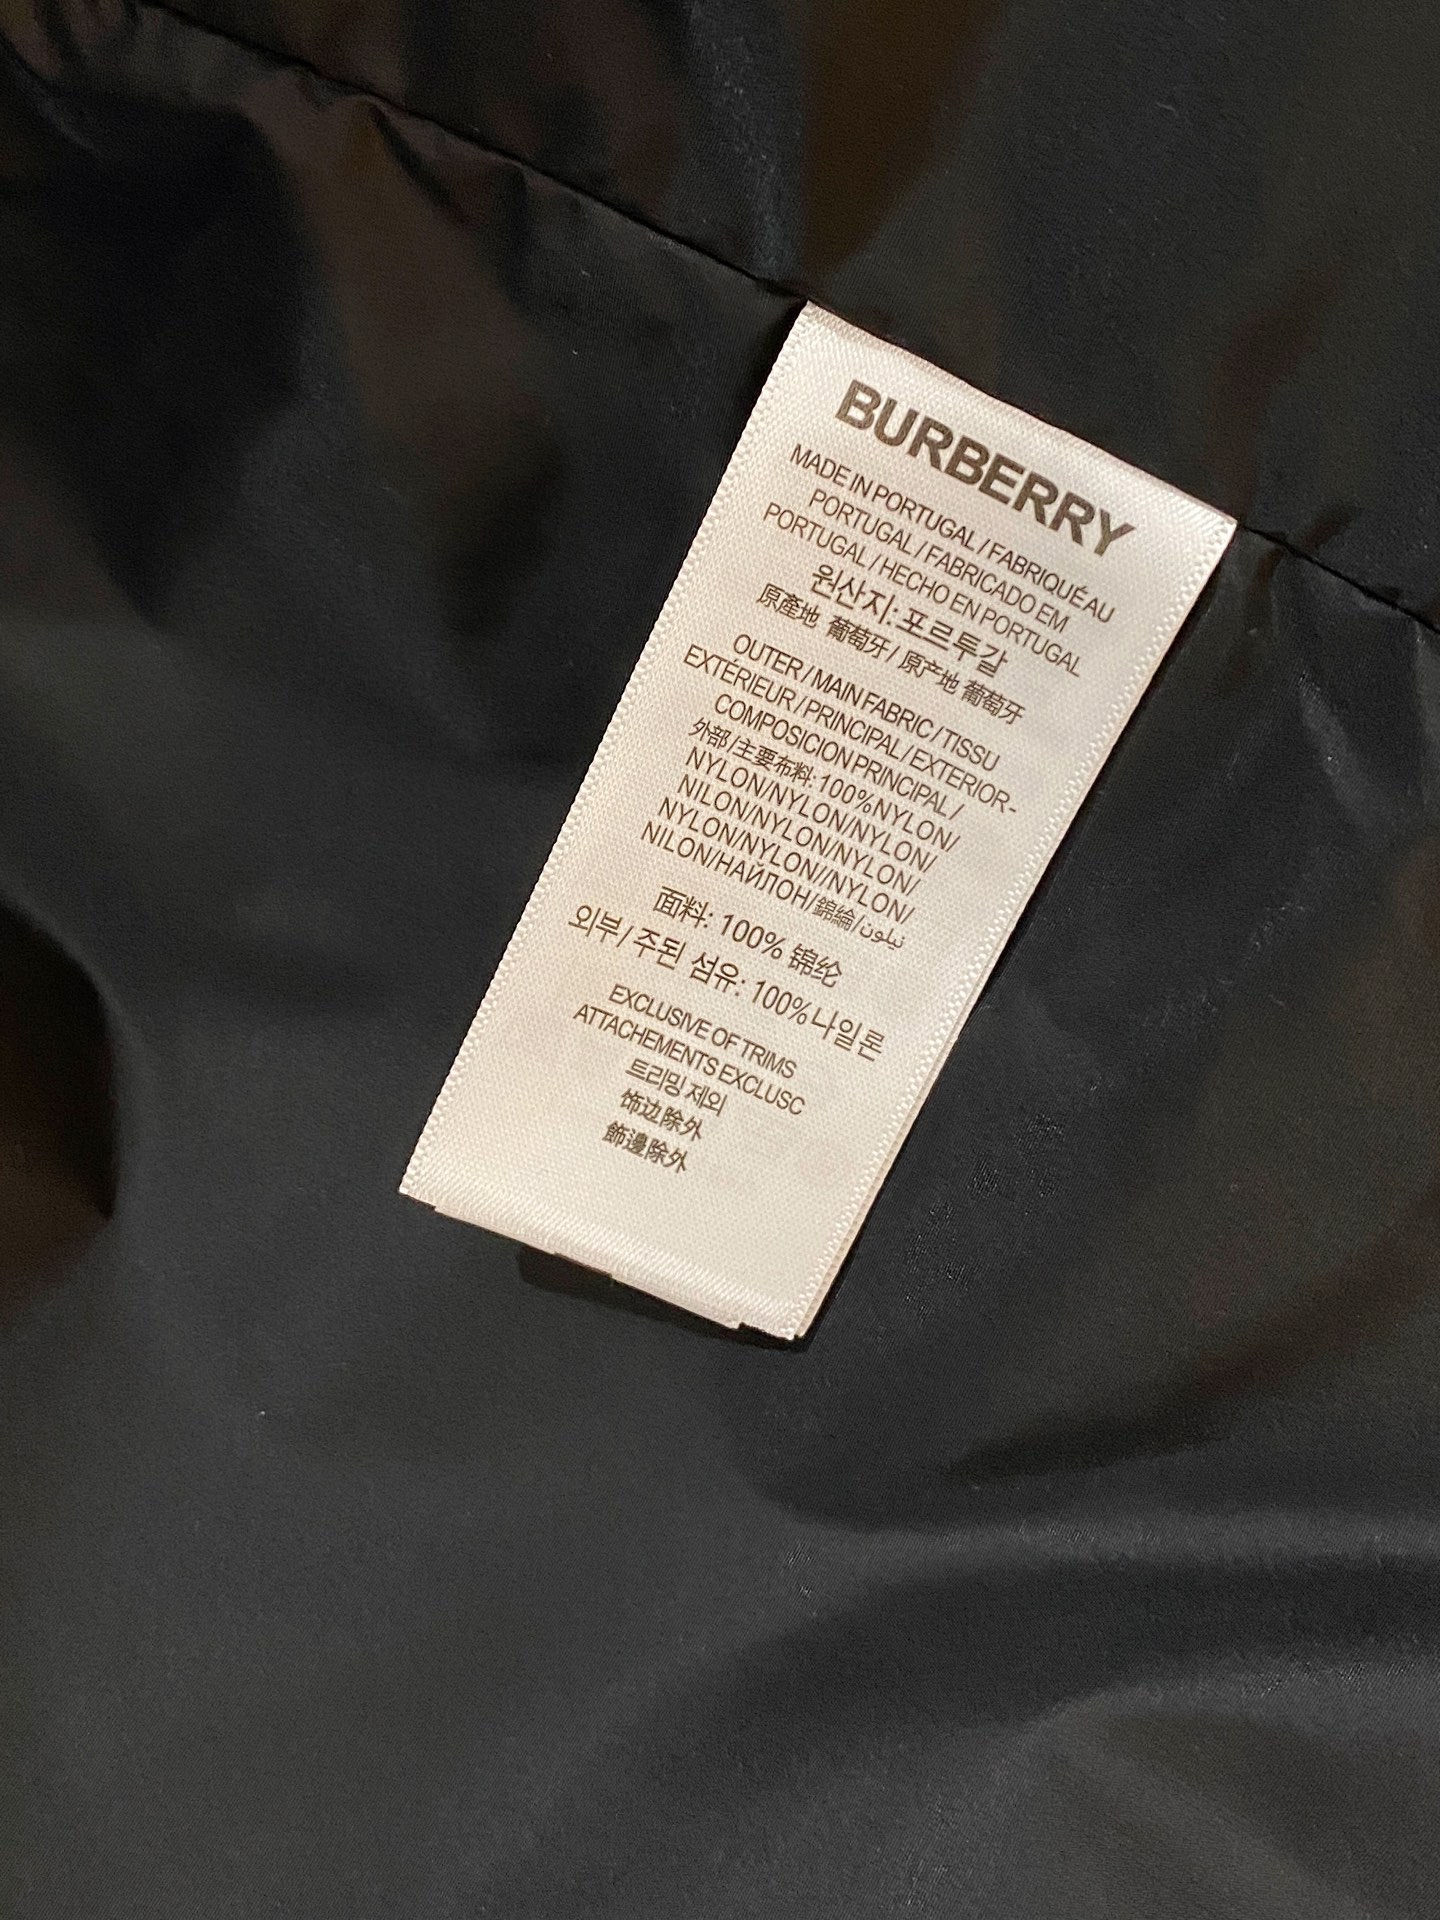 BURBERRY
MADE IN PORTUGAL / FABRIQUÉ AU
PORTUGAL / FABRICADO EM
PORTUGAL / HECHO EN PORTUGAL
원산지: 포르투갈
原產地 葡萄牙 / 原产地 葡萄牙
OUTER / MAIN FABRIC / TISSU
EXTÉRIEUR / PRINCIPAL / EXTERIOR-
COMPOSICION PRINCIPAL /
外部 / 主要布料: 100%NYLON/
NYLON/NYLON/NYLON/
NILON/NYLON/NYLON/
NYLON/NYLON//NYLON/
NILON/НАЙЛОН/錦綸/نيلون
面料: 100% 锦纶
외부 / 주된 섬유: 100%나일론
EXCLUSIVE OF TRIMS
ATTACHEMENTS EXCLUSC
트리밍 제외
饰边除外
飾邊除外